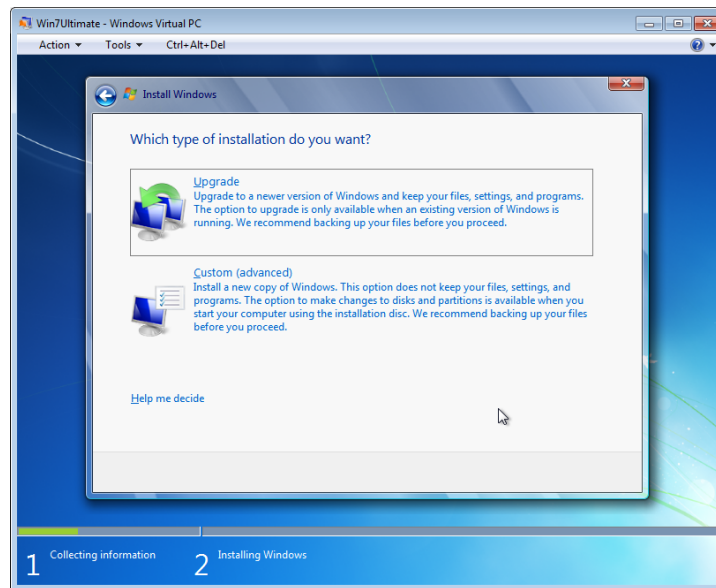 Win7Ultimate - Windows Virtual PC
Action Tools Ctrl+Alt+Del
Install Windows
Which type of installation do you want?
Upgrade
Upgrade to a newer version of Windows and keep your files, settings, and programs.
The option to upgrade is only available when an existing version of Windows is
running. We recommend backing up your files before you proceed.
Custom (advanced)
Install a new copy of Windows. This option does not keep your files, settings, and
programs. The option to make changes to disks and partitions is available when you
start your computer using the installation disc. We recommend backing up your files
before you proceed.
Help me decide
1 Collecting information 2 Installing Windows